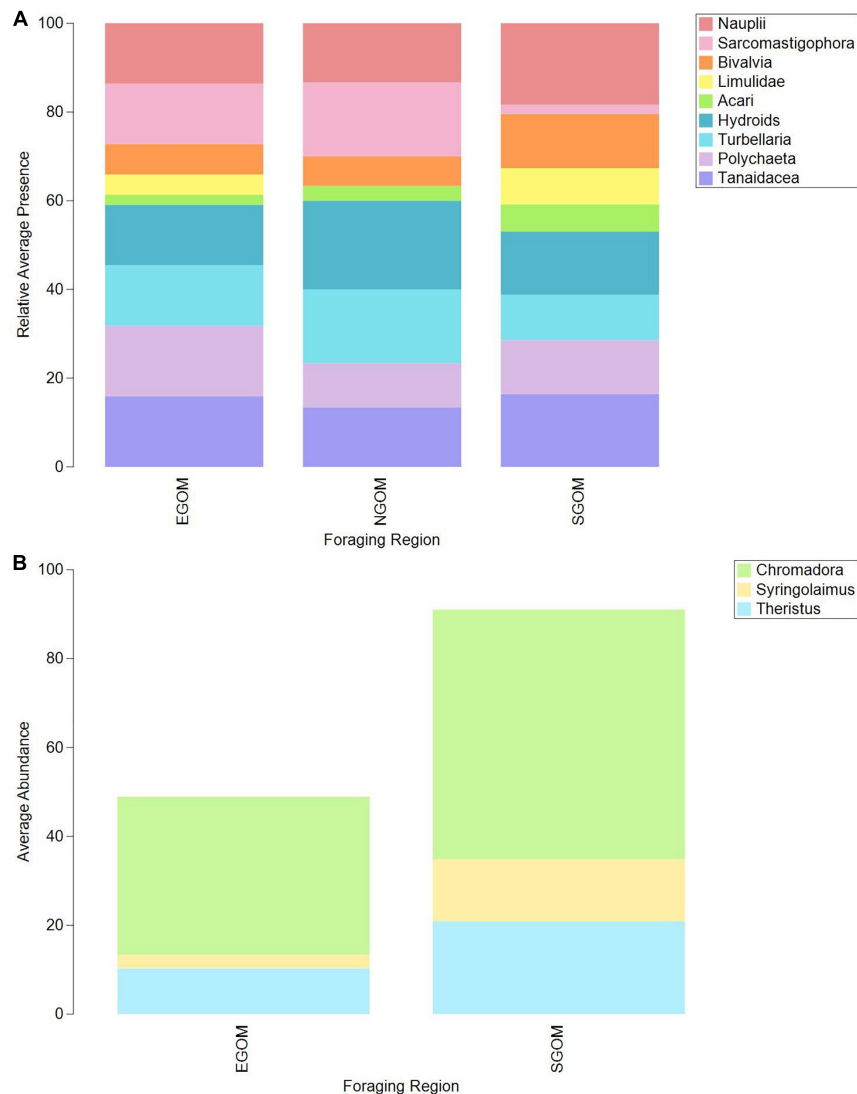 A
100
80
60
40
20
0
Relative Average Presence
EGOM
NGOM
SGOM
Foraging Region
Nauplii
Sarcomastigophora
Bivalvia
Limulidae
Acari
Hydroids
Turbellaria
Polychaeta
Tanaidacea
B
100
80
60
40
20
0
Average Abundance
EGOM
SGOM
Foraging Region
Chromadora
Syringolaimus
Theristus